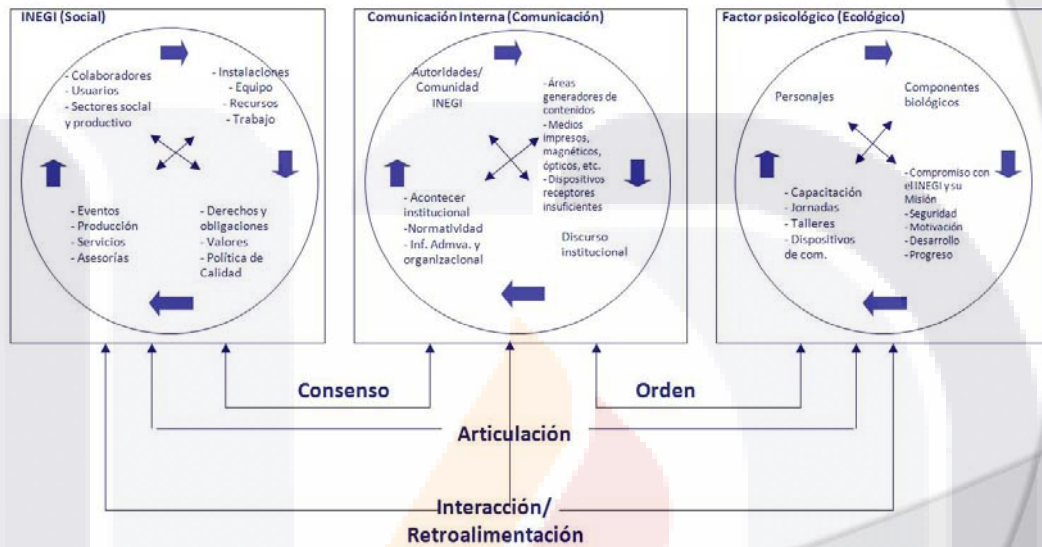 INEGI (Social)
- Colaboradores
- Usuarios
- Sectores social
y productivo
- Instalaciones
- Equipo
- Recursos
- Trabajo
- Eventos
- Producción
- Servicios
- Asesorías
- Derechos y
obligaciones
- Valores
- Política de
Calidad
Comunicación Interna (Comunicación)
Autoridades/
Comunidad
INEGI
- Áreas
generadores de
contenidos
- Medios
impresos,
magnéticos,
ópticos, etc.
- Dispositivos
receptores
insuficientes
- Acontecer
institucional
- Normatividad
- Inf. Admva. y
organizacional
Discurso
institucional
Factor psicológico (Ecológico)
Personajes
Componentes
biológicos
- Capacitación
- Jornadas
- Talleres
- Dispositivos
de com.
- Compromiso con
el INEGI y su
Misión
- Seguridad
- Motivación
- Desarrollo
- Progreso
Consenso
Orden
Articulación
Interacción/
Retroalimentación